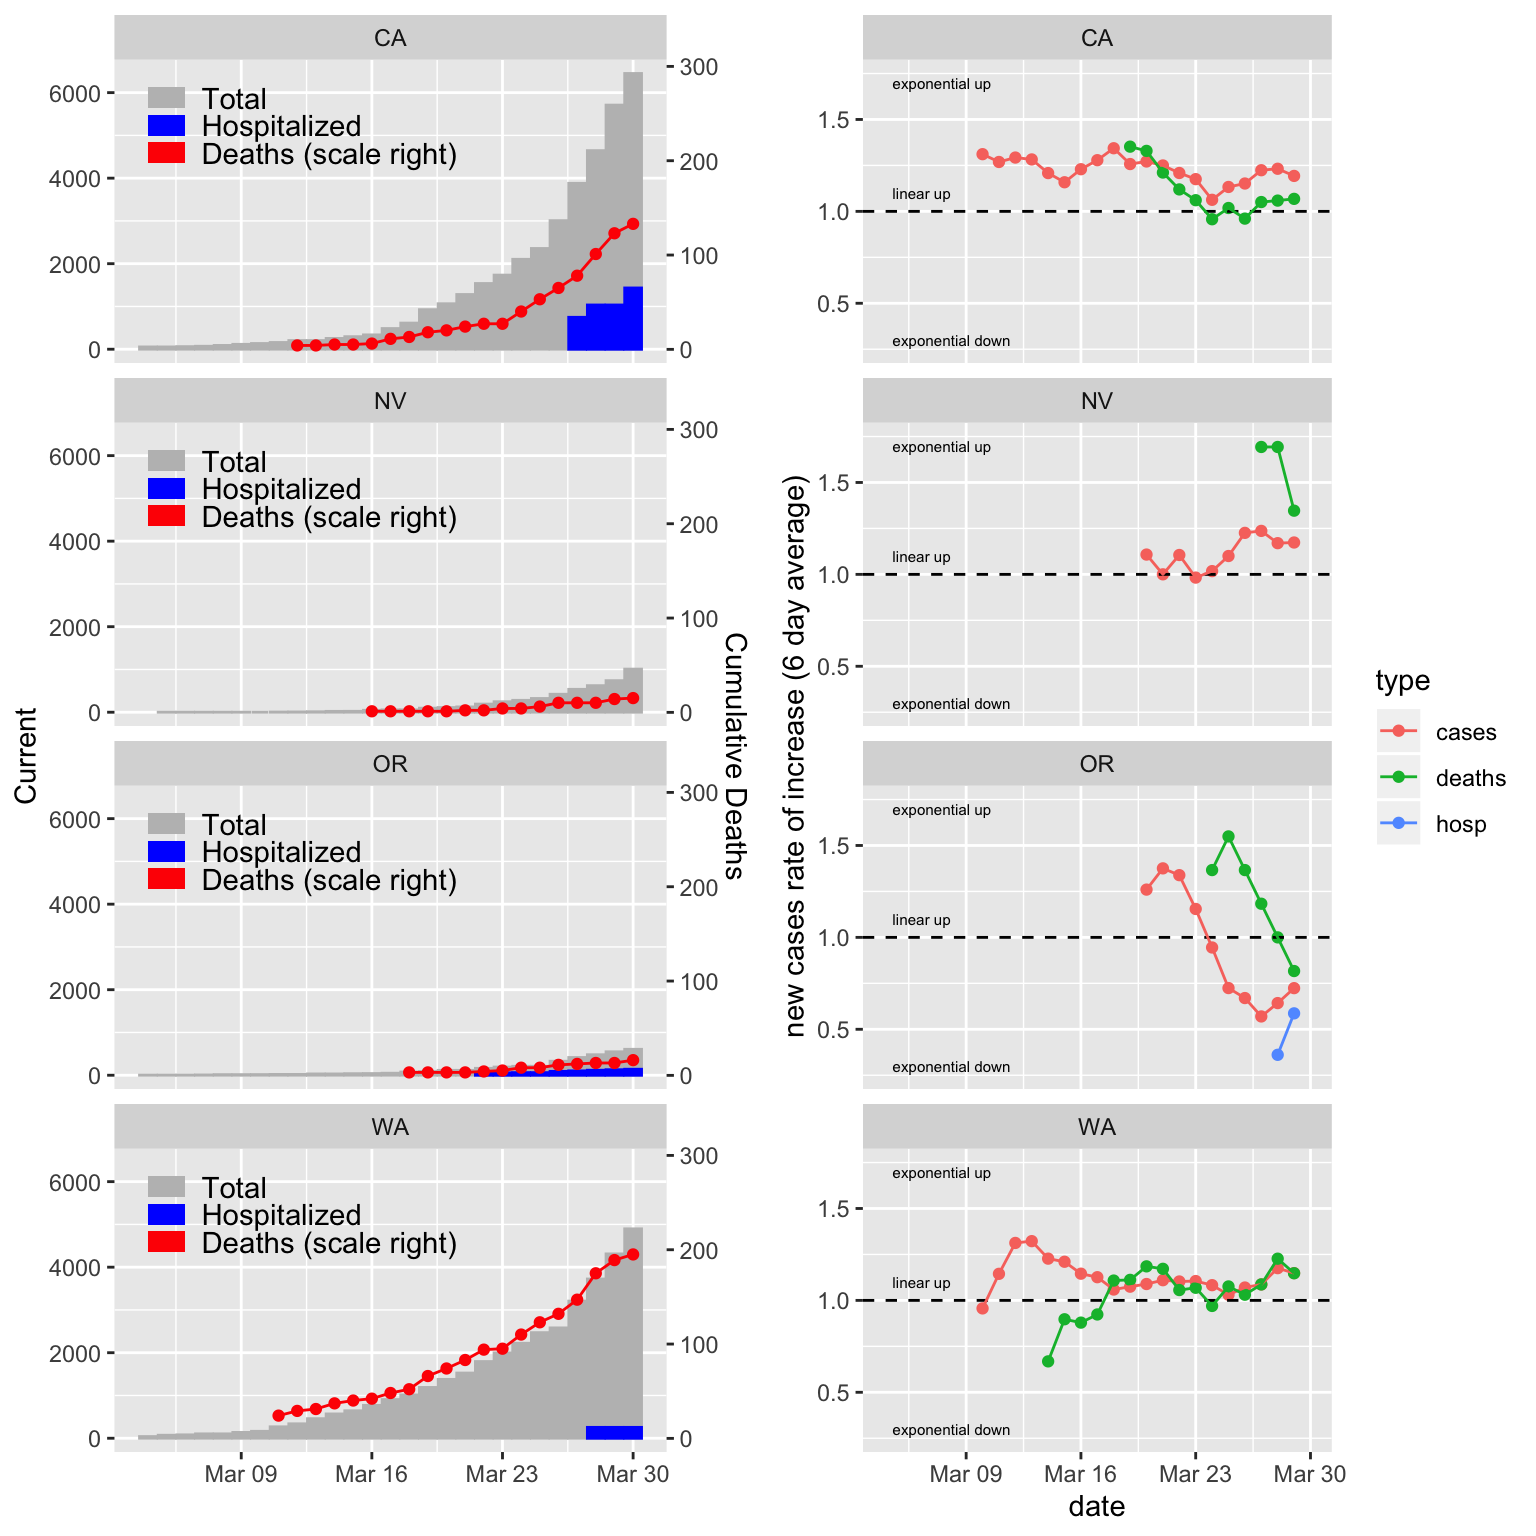 CA
6000
4000
2000
0
Total
Hospitalized
Deaths (scale right)
300
200
100
0
NV
6000
4000
2000
0
Total
Hospitalized
Deaths (scale right)
300
200
100
0
OR
6000
4000
2000
0
Total
Hospitalized
Deaths (scale right)
300
200
100
0
WA
6000
4000
2000
0
Total
Hospitalized
Deaths (scale right)
300
200
100
0
Mar 09 Mar 16 Mar 23 Mar 30
Current
Cumulative Deaths
CA
1.5
1.0
0.5
exponential up
linear up
exponential down
NV
1.5
1.0
0.5
exponential up
linear up
exponential down
OR
1.5
1.0
0.5
exponential up
linear up
exponential down
WA
1.5
1.0
0.5
exponential up
linear up
exponential down
Mar 09 Mar 16 Mar 23 Mar 30
date
new cases rate of increase (6 day average)
type
cases
deaths
hosp